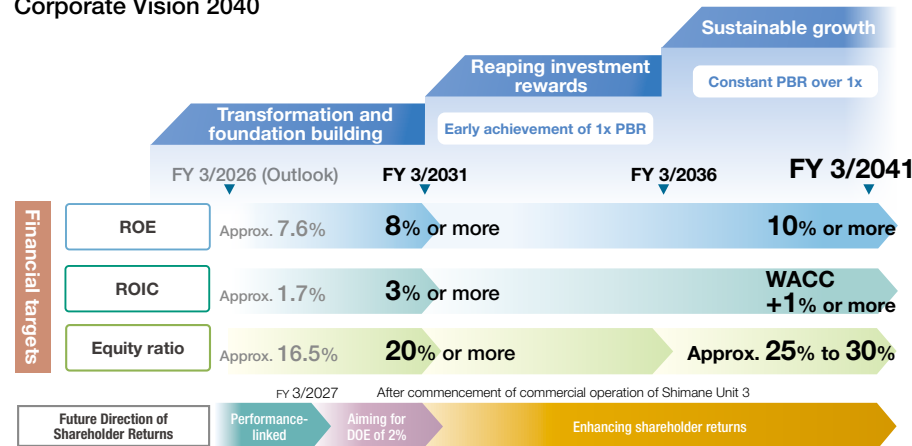 Corporate Vision 2040
Sustainable growth
Constant PBR over 1x
Reaping investment
rewards
Early achievement of 1x PBR
Transformation and
foundation building
FY 3/2026 (Outlook)
FY 3/2031
FY 3/2036
FY 3/2041
Financial targets
ROE
Approx. 7.6%
8% or more
10% or more
ROIC
Approx. 1.7%
3% or more
WACC
+1% or more
Equity ratio
Approx. 16.5%
20% or more
Approx. 25% to 30%
FY 3/2027
After commencement of commercial operation of Shimane Unit 3
Future Direction of
Shareholder Returns
Performance-
linked
Aiming for
DOE of 2%
Enhancing shareholder returns